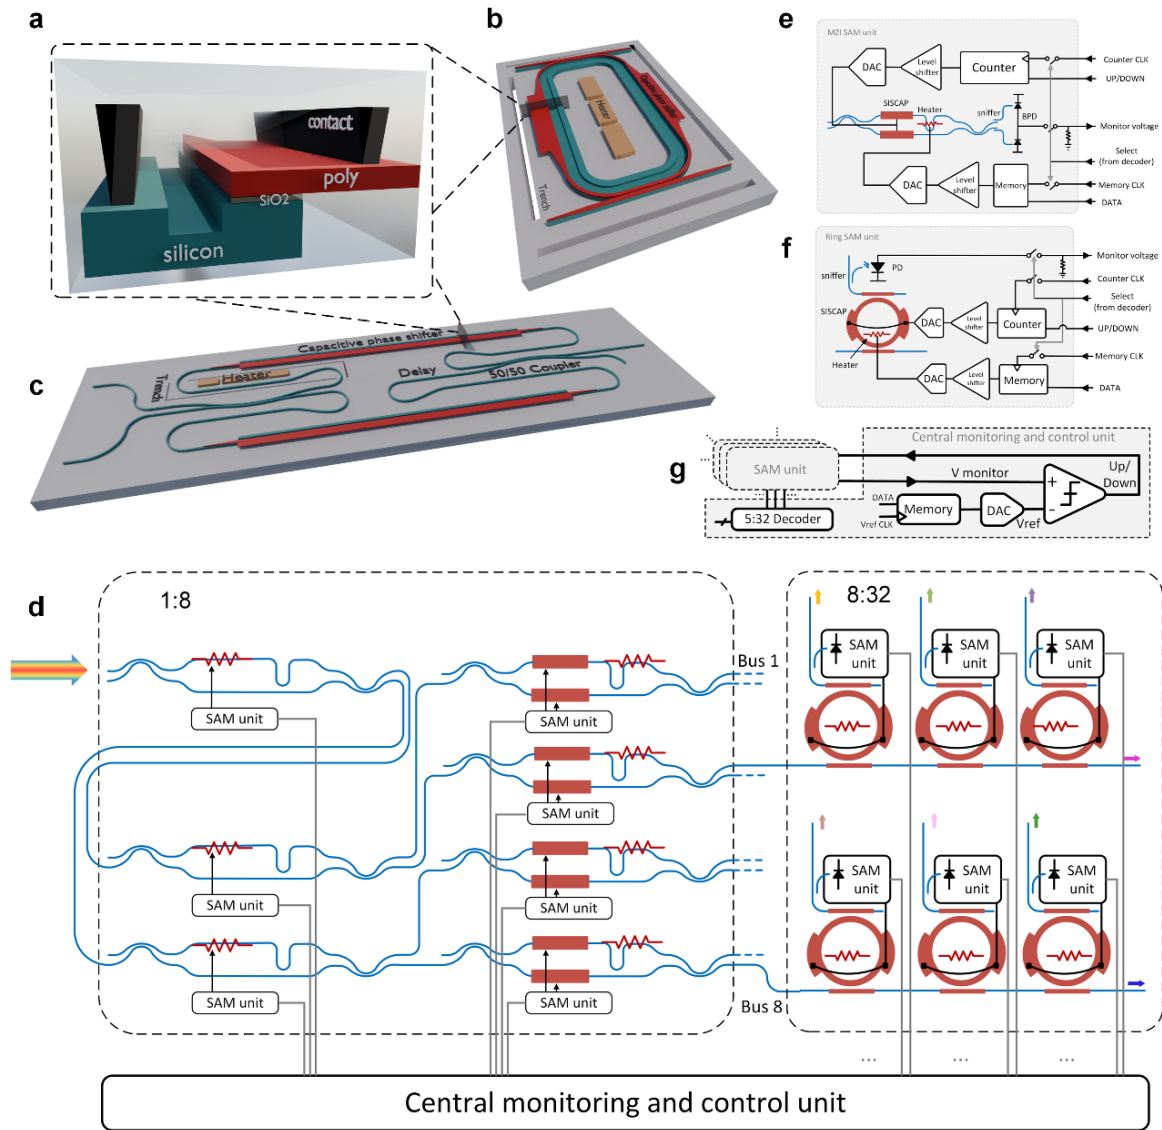 a
contact
poly
SiO2
silicon
b
Capacitive phase shifter
Heater
Trench
c
Capacitive phase shifter
Heater
Trench
Delay
50/50 Coupler
e
MZI SAM unit
DAC
Level
shifter
Counter
Counter CLK
UP/DOWN
SISCAP
Heater
sniffer
BPD
Monitor voltage
Select
(from decoder)
DAC
Level
shifter
Memory
Memory CLK
DATA
f
Ring SAM unit
sniffer
PD
Monitor voltage
Counter CLK
Select
(from decoder)
SISCAP
DAC
Level
shifter
Counter
UP/DOWN
Heater
Memory CLK
DAC
Level
shifter
Memory
DATA
g
Central monitoring and control unit
SAM unit
V monitor
Up/
Down
+
-
DATA
Vref CLK
Memory
DAC
Vref
5:32 Decoder
d
1:8
SAM unit
SAM unit
SAM unit
SAM unit
SAM unit
SAM unit
SAM unit
Bus 1
Bus 8
8:32
SAM
unit
SAM
unit
SAM
unit
SAM
unit
SAM
unit
SAM
unit
... ... ...
Central monitoring and control unit